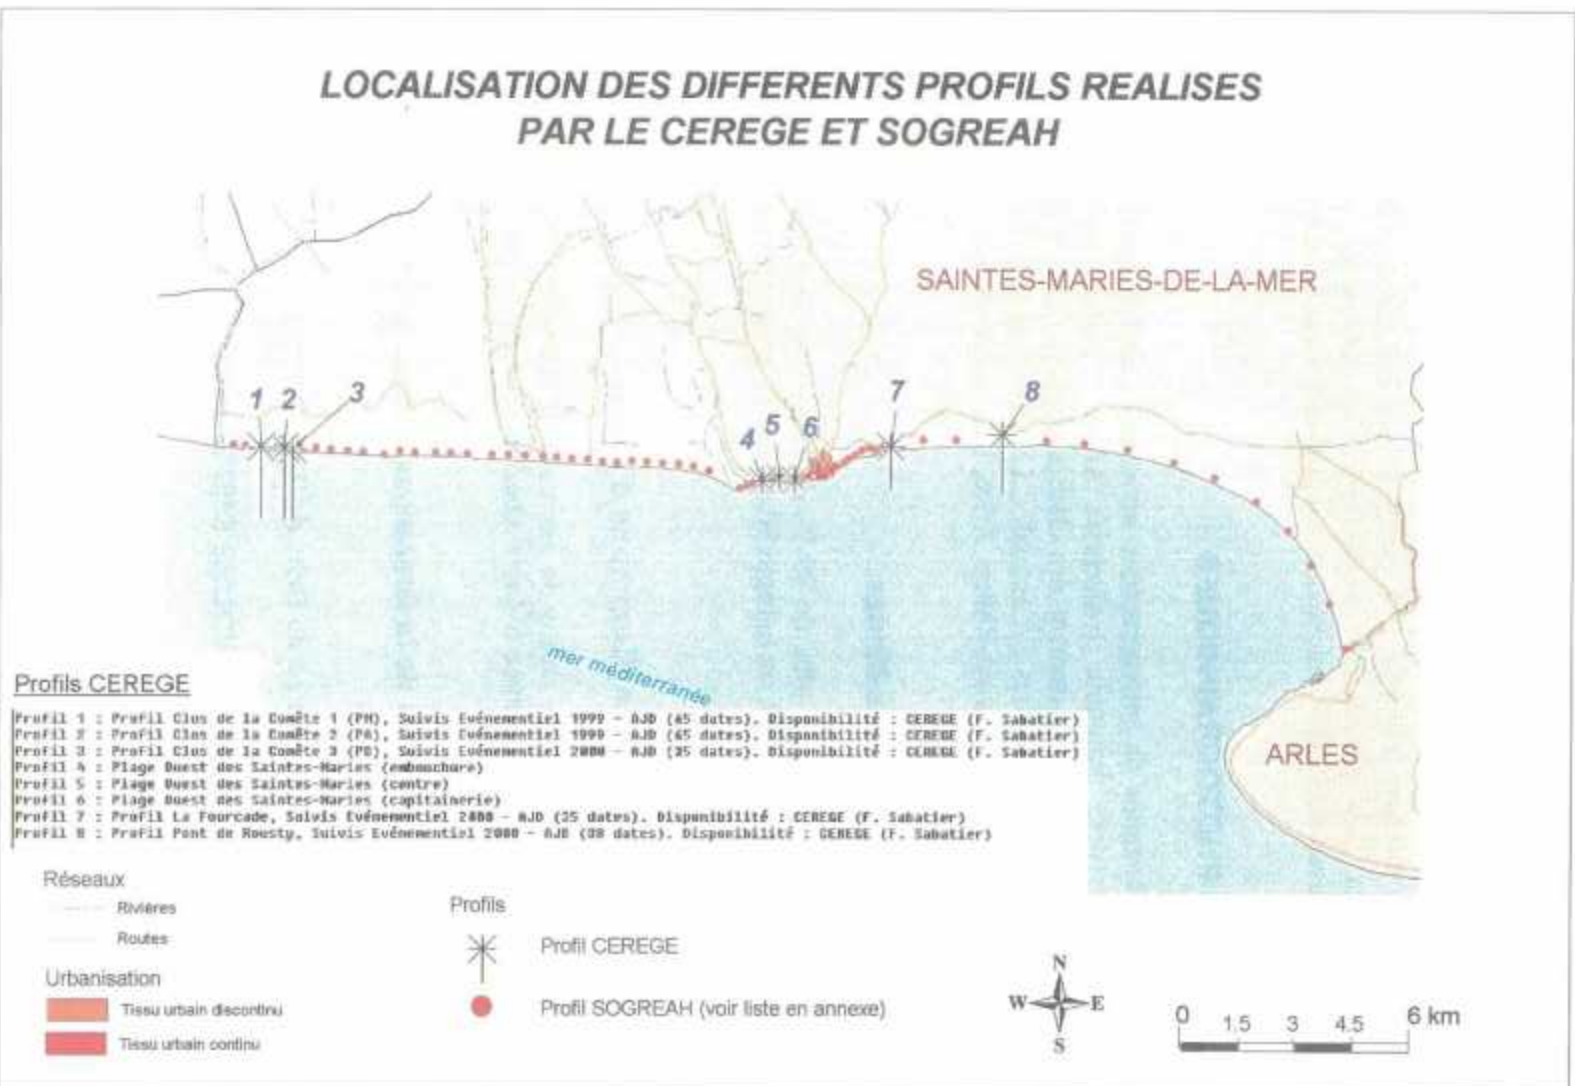 LOCALISATION DES DIFFERENTS PROFILS REALISES
PAR LE CEREGE ET SOGREAH
SAINTES-MARIES-DE-LA-MER
1
2
3
4
5
6
7
8
mer méditerranée
ARLES
Profils CEREGE
Profil 1 : Profil Clos de la Comête 1 (PM), Suivis Evénementiel 1999 - AJD (65 dates). Disponibilité : CEREGE (F. Sabatier)
Profil 2 : Profil Clos de la Comête 2 (PA), Suivis Evénementiel 1999 - AJD (65 dates). Disponibilité : CEREGE (F. Sabatier)
Profil 3 : Profil Clos de la Comête 3 (PD), Suivis Evénementiel 2000 - AJD (35 dates). Disponibilité : CEREGE (F. Sabatier)
Profil 4 : Plage Ouest des Saintes-Maries (embouchure)
Profil 5 : Plage Ouest des Saintes-Maries (centre)
Profil 6 : Plage Ouest des Saintes-Maries (capitainerie)
Profil 7 : Profil La Fourcade, Suivis Evénementiel 2000 - AJD (35 dates). Disponibilité : CEREGE (F. Sabatier)
Profil 8 : Profil Pont de Rousty, Suivis Evénementiel 2000 - AJD (38 dates). Disponibilité : CEREGE (F. Sabatier)
Réseaux
Rivières
Routes
Urbanisation
Tissu urbain discontinu
Tissu urbain continu
Profils
Profil CEREGE
Profil SOGREAH (voir liste en annexe)
N
W E
S
0 1.5 3 4.5 6 km